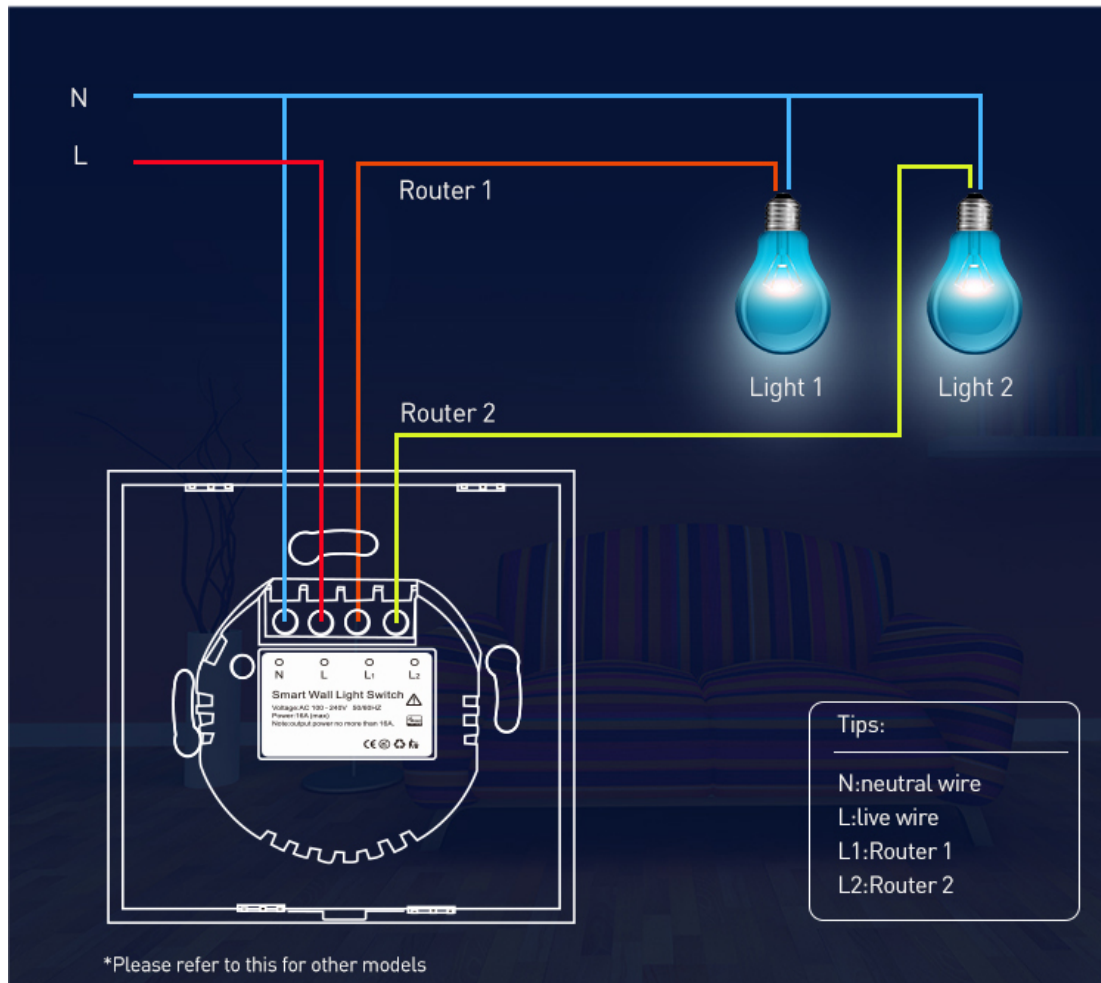 N
L
Router 1
Light 1
Light 2
Router 2
N L L1 L2
Smart Wall Light Switch
Voltage:AC 100 - 240V 50/60HZ
Power:16A (max)
Note:output power no more than 16A.
CE
Tips:
N:neutral wire
L:live wire
L1:Router 1
L2:Router 2
*Please refer to this for other models